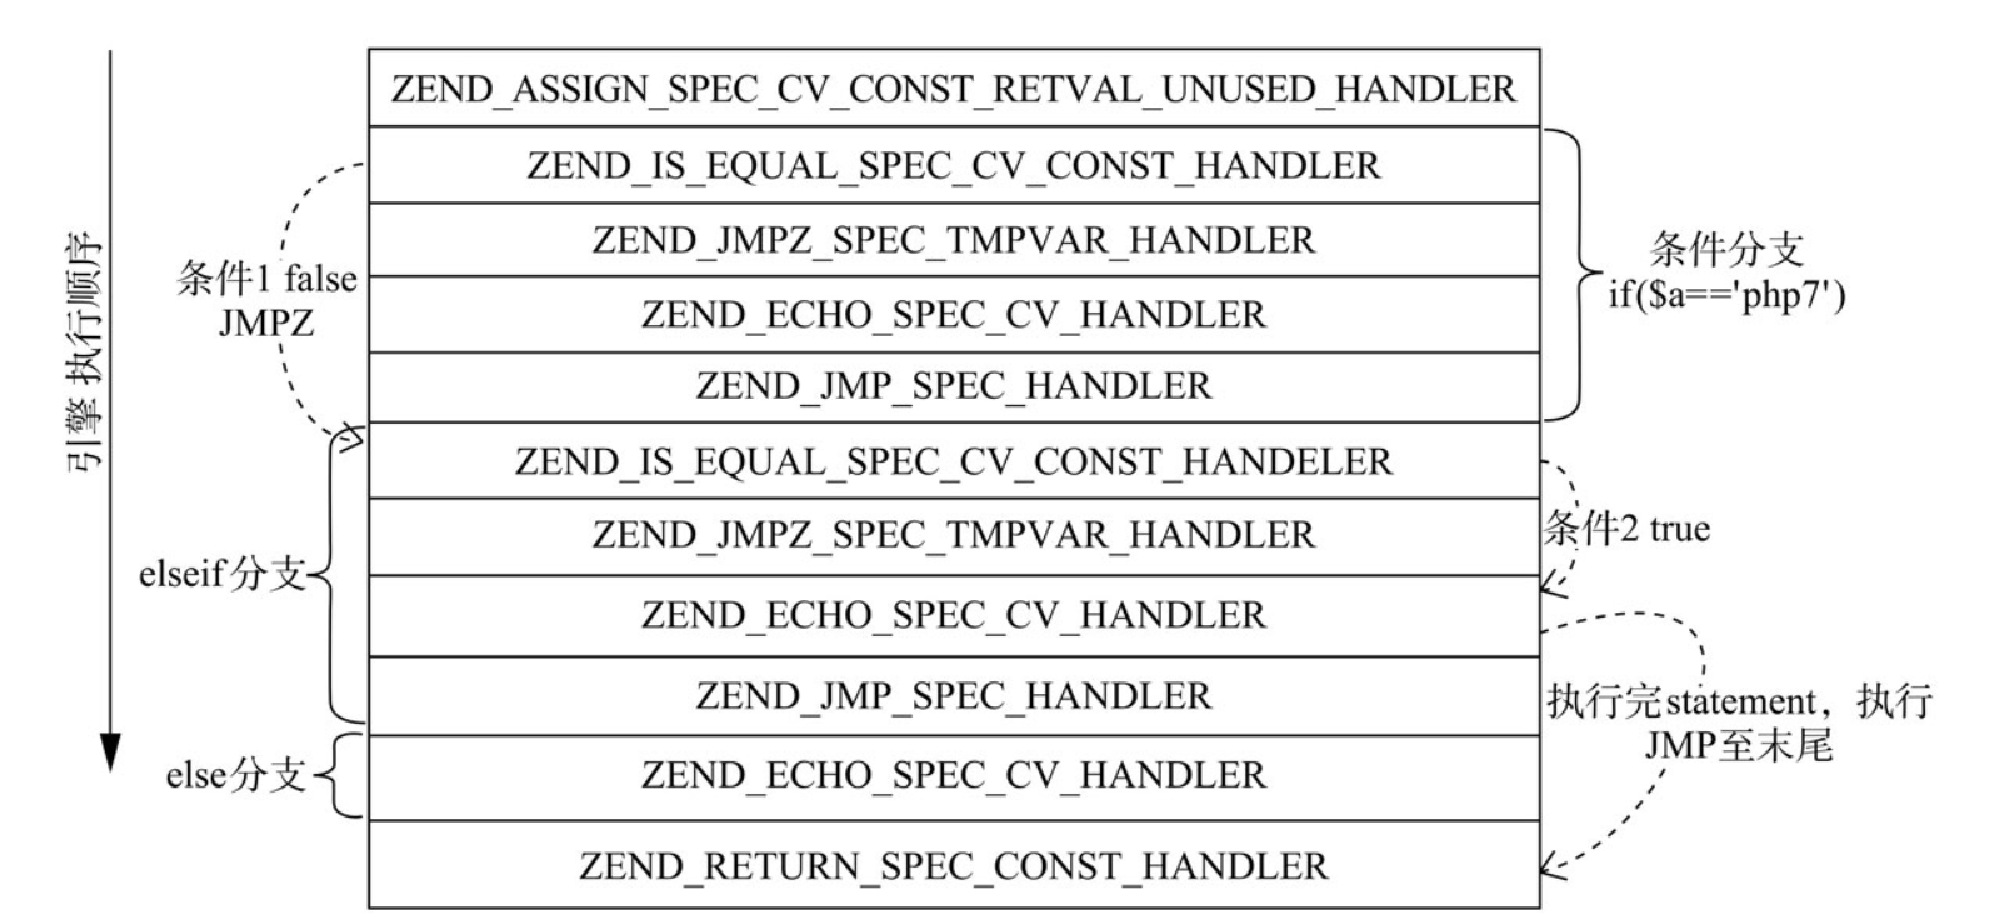 ZEND_ASSIGN_SPEC_CV_CONST_RETVAL_UNUSED_HANDLER
ZEND_IS_EQUAL_SPEC_CV_CONST_HANDLER
ZEND_JMPZ_SPEC_TMPVAR_HANDLER
ZEND_ECHO_SPEC_CV_HANDLER
ZEND_JMP_SPEC_HANDLER
ZEND_IS_EQUAL_SPEC_CV_CONST_HANDELER
ZEND_JMPZ_SPEC_TMPVAR_HANDLER
ZEND_ECHO_SPEC_CV_HANDLER
ZEND_JMP_SPEC_HANDLER
ZEND_ECHO_SPEC_CV_HANDLER
ZEND_RETURN_SPEC_CONST_HANDLER
引擎 执行顺序
条件1 false
JMPZ
elseif分支
else分支
条件分支
if($a=='php7')
条件2 true
执行完statement，执行
JMP至末尾